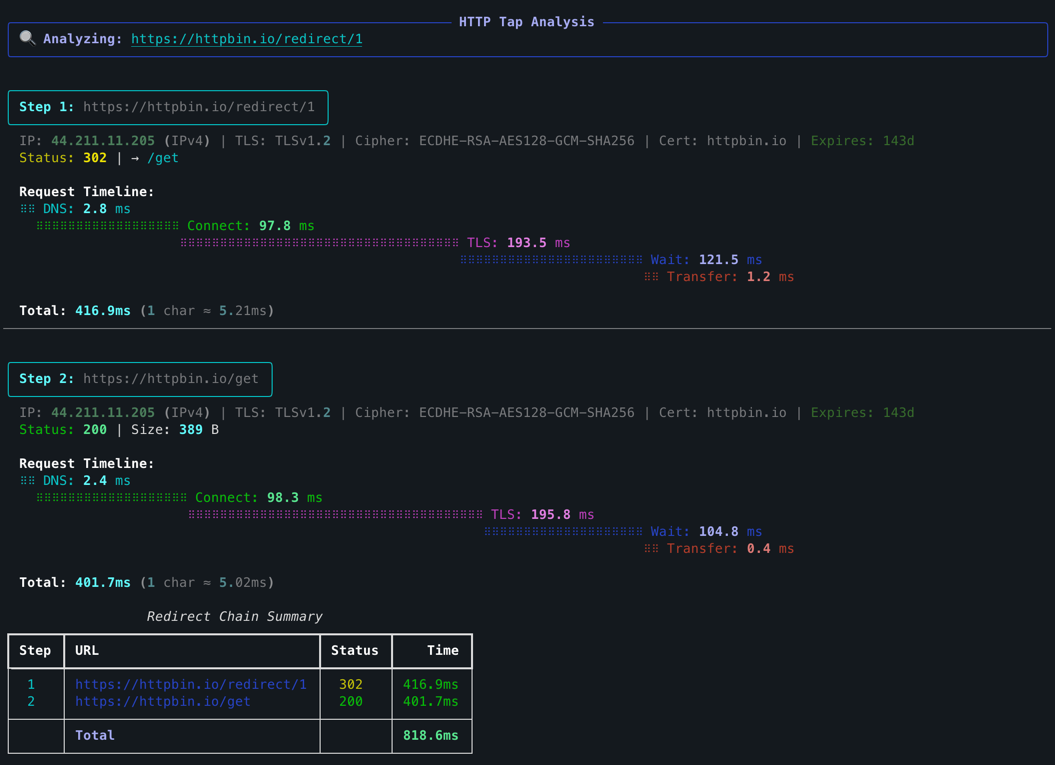 HTTP Tap Analysis
🔍 Analyzing: https://httpbin.io/redirect/1
Step 1: https://httpbin.io/redirect/1
IP: 44.211.11.205 (IPv4) | TLS: TLSv1.2 | Cipher: ECDHE-RSA-AES128-GCM-SHA256 | Cert: httpbin.io | Expires: 143d
Status: 302 | → /get
Request Timeline:
DNS: 2.8 ms
Connect: 97.8 ms
TLS: 193.5 ms
Wait: 121.5 ms
Transfer: 1.2 ms
Total: 416.9ms (1 char ≈ 5.21ms)
Step 2: https://httpbin.io/get
IP: 44.211.11.205 (IPv4) | TLS: TLSv1.2 | Cipher: ECDHE-RSA-AES128-GCM-SHA256 | Cert: httpbin.io | Expires: 143d
Status: 200 | Size: 389 B
Request Timeline:
DNS: 2.4 ms
Connect: 98.3 ms
TLS: 195.8 ms
Wait: 104.8 ms
Transfer: 0.4 ms
Total: 401.7ms (1 char ≈ 5.02ms)
Redirect Chain Summary
Step URL Status Time
1 https://httpbin.io/redirect/1 302 416.9ms
2 https://httpbin.io/get 200 401.7ms
Total 818.6ms